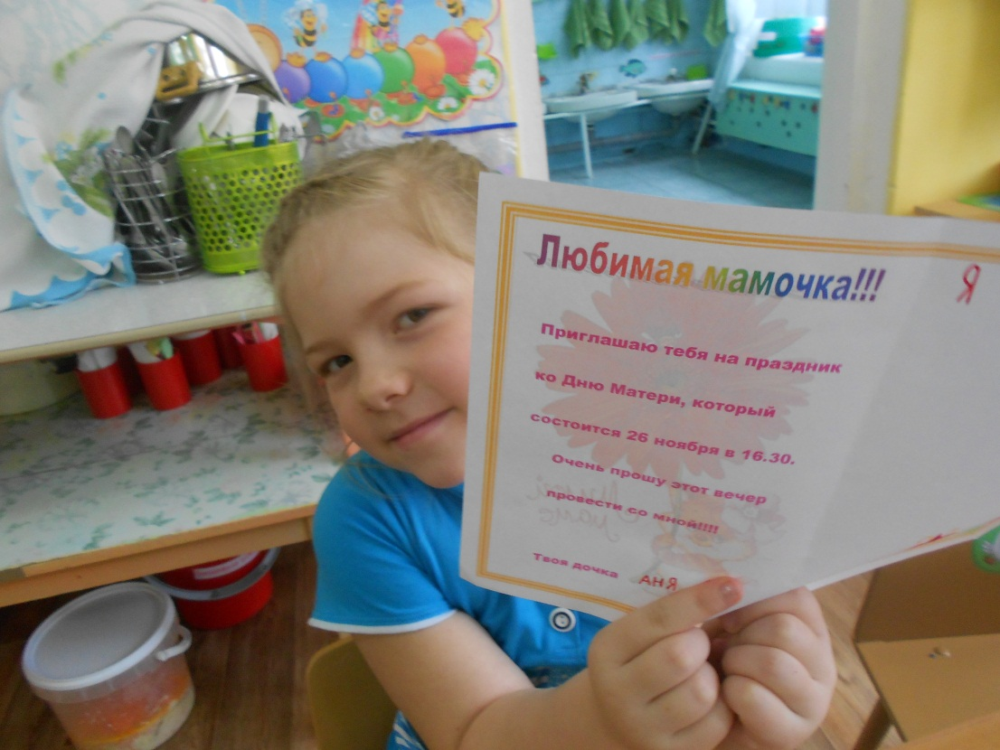 Любимая мамочка!!!
Я
Приглашаю тебя на праздник
ко Дню Матери, который
состоится 26 ноября в 16.30.
Очень прошу этот вечер
провести со мной!!!!
Твоя дочка АНЯ